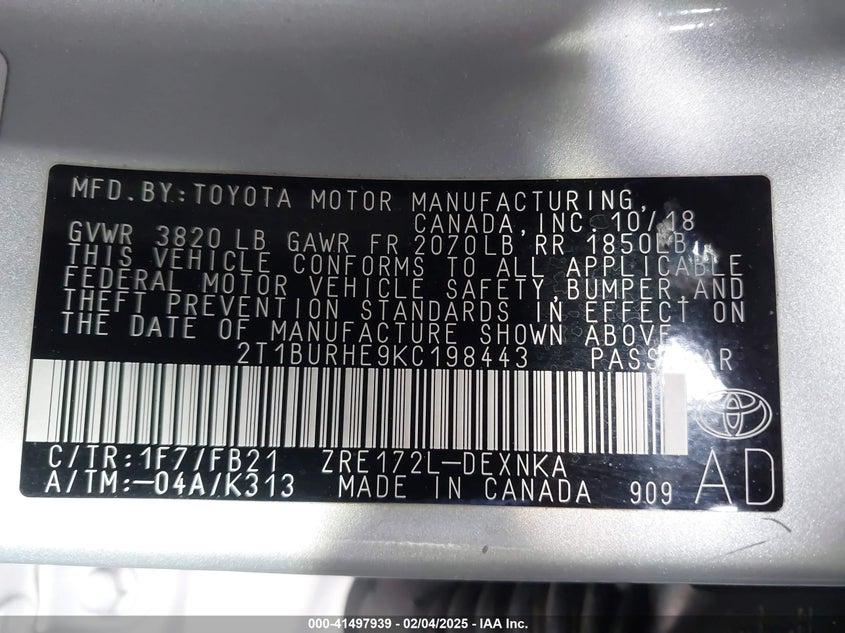 MFD.BY:TOYOTA MOTOR MANUFACTURING,
CANADA,INC. 10/18
GVWR 3820 LB GAWR FR 2070LB RR 1850LB
THIS VEHICLE CONFORMS TO ALL APPLICABLE
FEDERAL MOTOR VEHICLE SAFETY,BUMPER,AND
THEFT PREVENTION STANDARDS IN EFFECT ON
THE DATE OF MANUFACTURE SHOWN ABOVE.
2T1BURHE9KC198443 PASS CAR
C/TR:1F7/FB21 ZRE172L-DEXNKA
A/TM:-04A/K313 MADE IN CANADA 909 AD
000-41497939 - 02/04/2025 - IAA Inc.